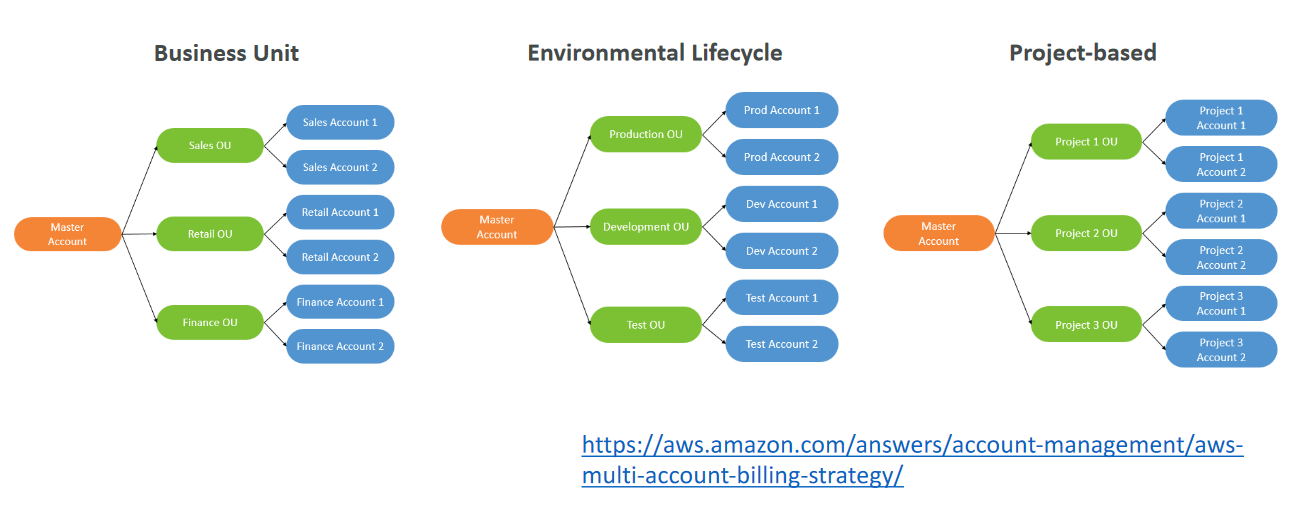 Business Unit
Sales OU
Sales Account 1
Sales Account 2
Master
Account
Retail OU
Retail Account 1
Retail Account 2
Finance OU
Finance Account 1
Finance Account 2
Environmental Lifecycle
Production OU
Prod Account 1
Prod Account 2
Master
Account
Development OU
Dev Account 1
Dev Account 2
Test OU
Test Account 1
Test Account 2
Project-based
Project 1 OU
Project 1
Account 1
Project 1
Account 2
Master
Account
Project 2 OU
Project 2
Account 1
Project 2
Account 2
Project 3 OU
Project 3
Account 1
Project 3
Account 2
https://aws.amazon.com/answers/account-management/aws-
multi-account-billing-strategy/